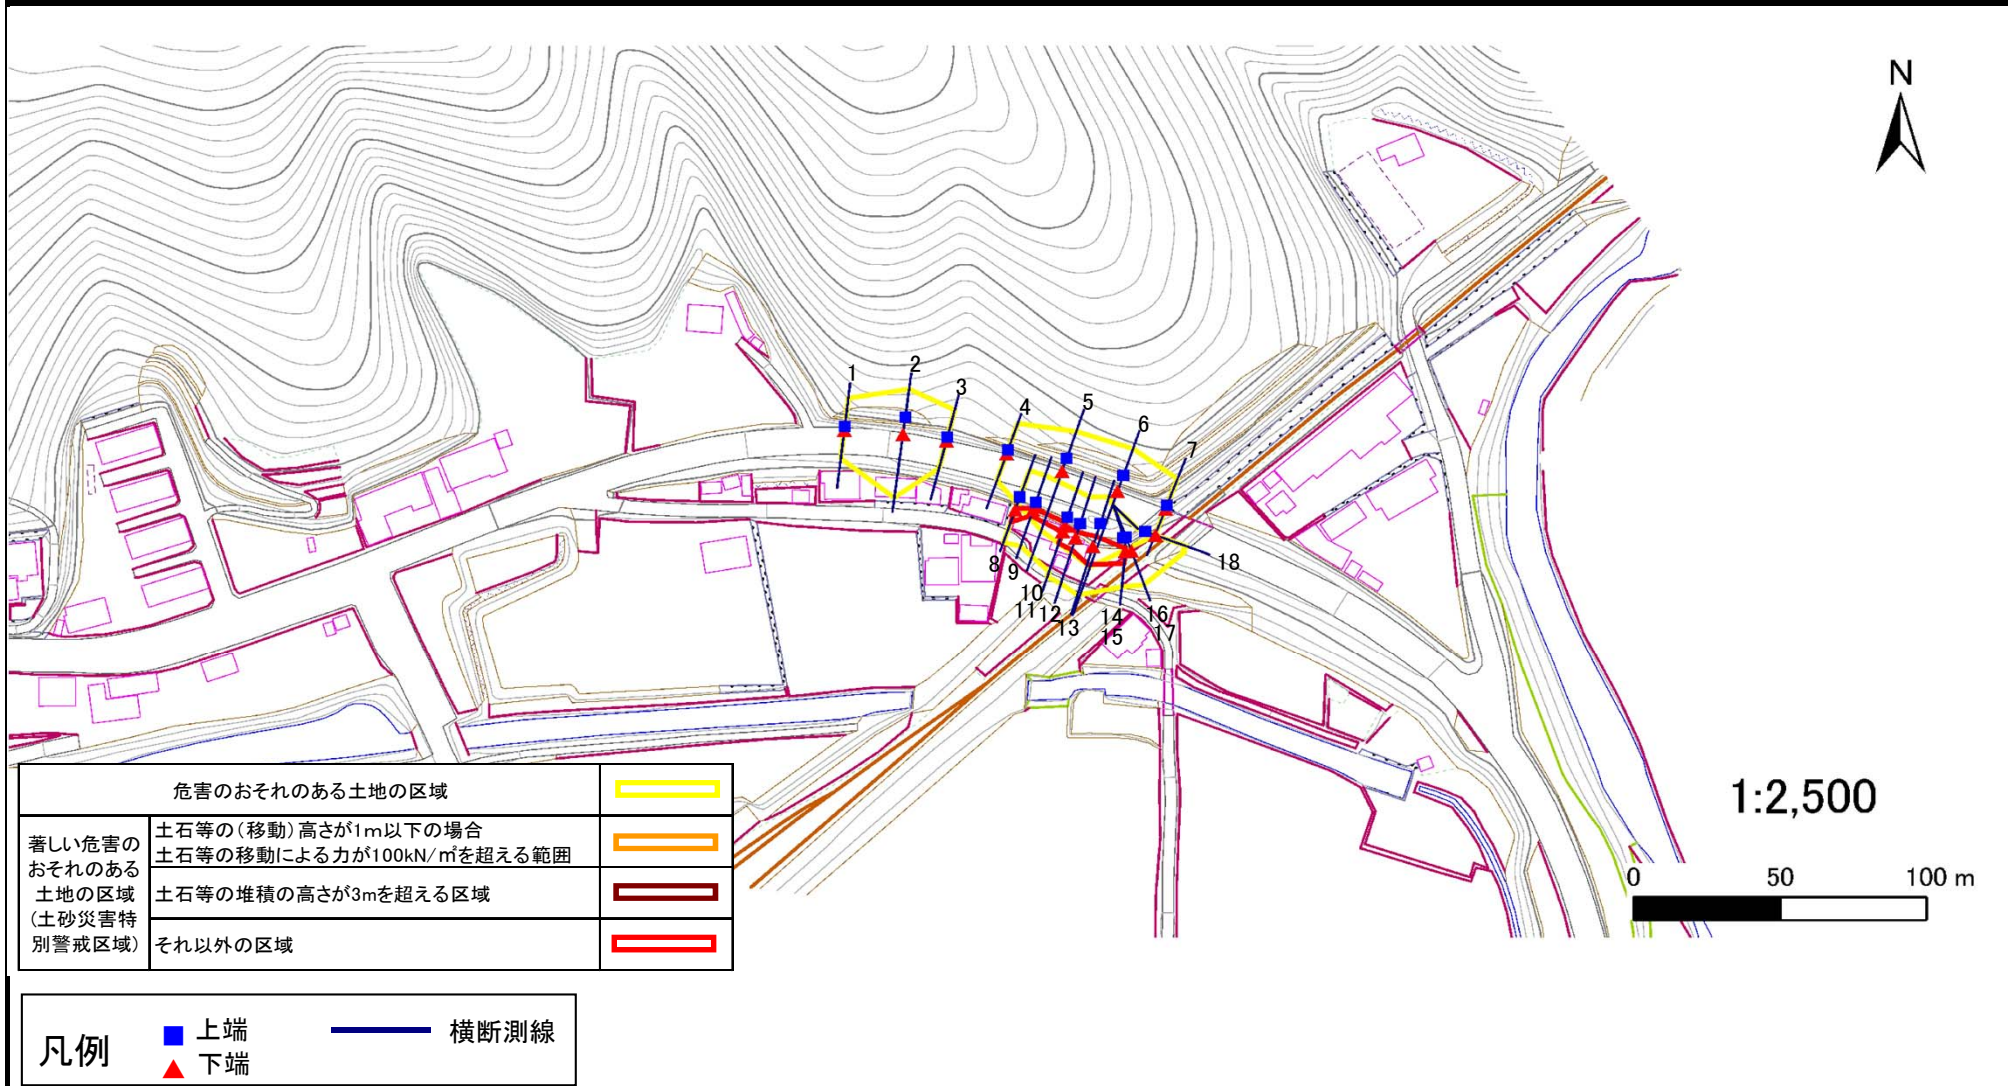 N
1
2
3
4
5
6
7
8
9
10
11
12
13
14
15
16
17
18
1:2,500
0 50 100 m
危害のおそれのある土地の区域
著しい危害の
おそれのある
土地の区域
(土砂災害特
別警戒区域)
土石等の(移動)高さが1m以下の場合
土石等の移動による力が100kN/㎡を超える範囲
土石等の堆積の高さが3mを超える区域
それ以外の区域
凡例
上端
下端
横断測線